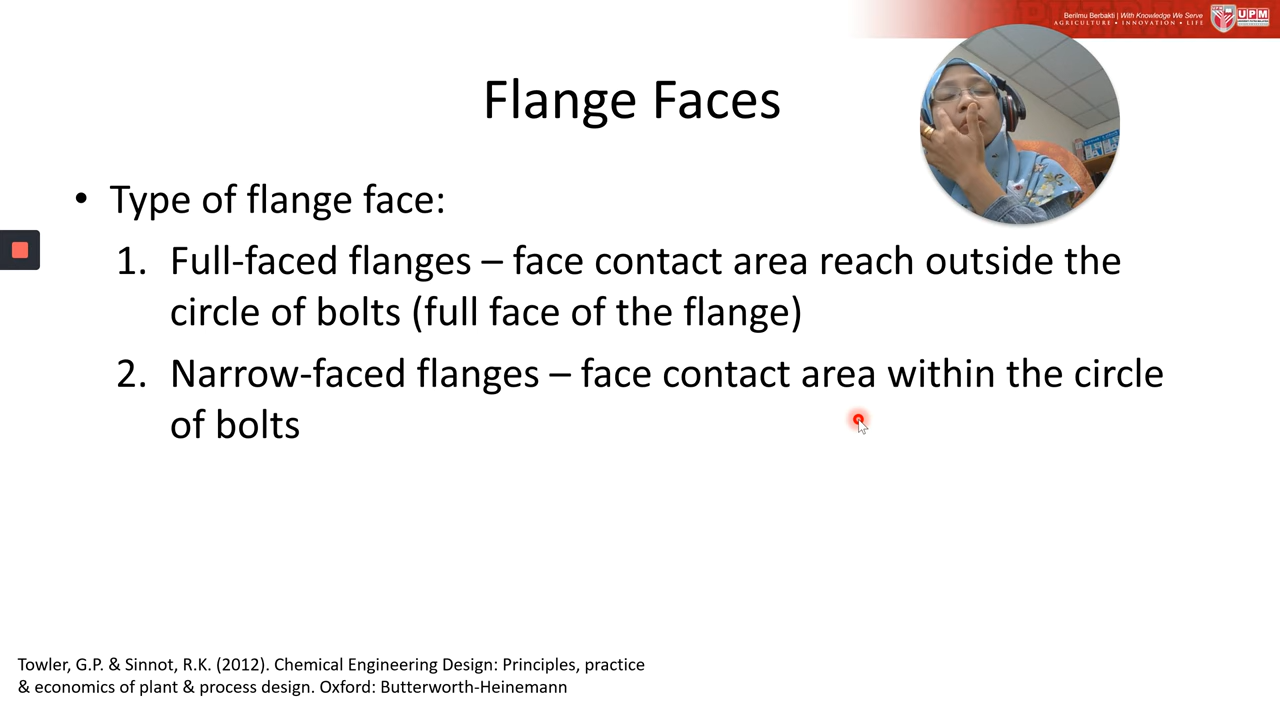 Berilmu Berbakti | With Knowledge We Serve
AGRICULTURE • INNOVATION • LIFE
UPM
Flange Faces
• Type of flange face:
1. Full-faced flanges – face contact area reach outside the
circle of bolts (full face of the flange)
2. Narrow-faced flanges – face contact area within the circle
of bolts
Towler, G.P. & Sinnot, R.K. (2012). Chemical Engineering Design: Principles, practice
& economics of plant & process design. Oxford: Butterworth-Heinemann